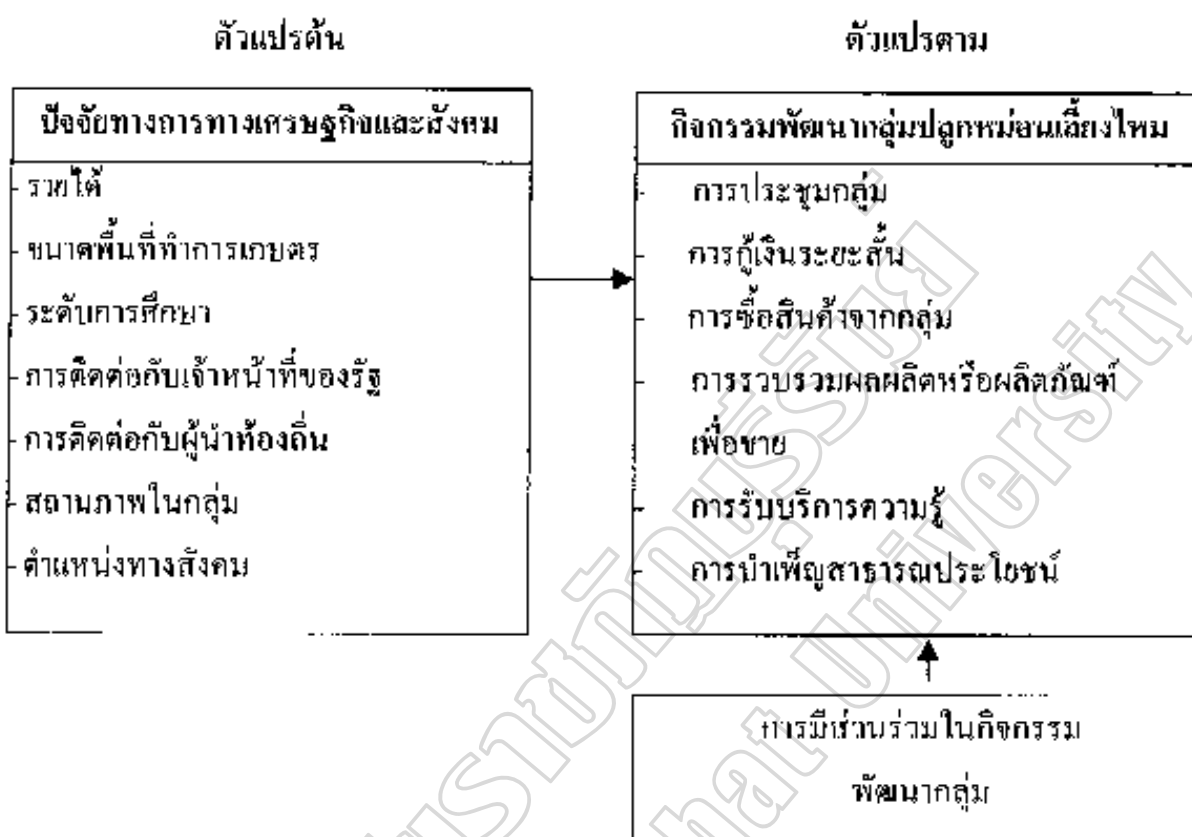 ตัวแปรต้น
ตัวแปรตาม
ปัจจัยทางการทางเศรษฐกิจและสังคม
- รายได้
- ขนาดพื้นที่ทำการเกษตร
- ระดับการศึกษา
- การติดต่อกับเจ้าหน้าที่ของรัฐ
- การติดต่อกับผู้นำท้องถิ่น
- สถานภาพในกลุ่ม
- ตำแหน่งทางสังคม
กิจกรรมพัฒนากลุ่มปลูกหม่อนเลี้ยงไหม
- การประชุมกลุ่ม
- การกู้เงินระยะสั้น
- การซื้อสินค้าจากกลุ่ม
- การรวบรวมผลผลิตหรือผลิตภัณฑ์
เพื่อขาย
- การรับบริการความรู้
- การบำเพ็ญสาธารณประโยชน์
การมีส่วนร่วมในกิจกรรม
พัฒนากลุ่ม
University